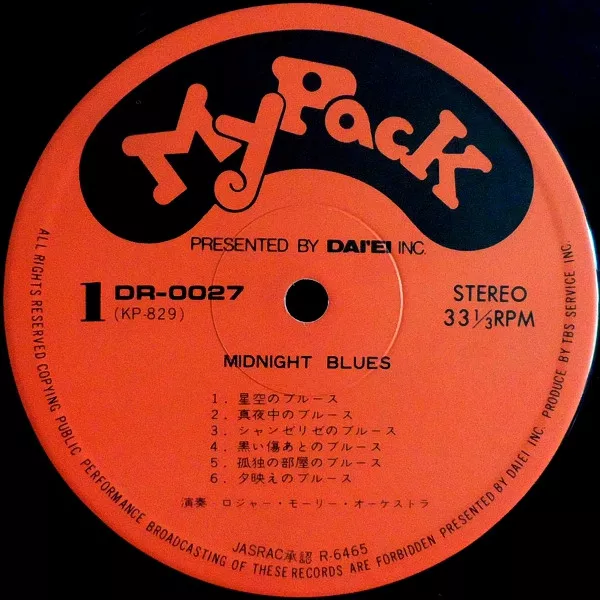 My Pack
PRESENTED BY DAI'EI INC.
1 DR-0027
(KP-829)
STEREO
33⅓RPM
MIDNIGHT BLUES
1. 星空のブルース
2. 真夜中のブルース
3. シャンゼリゼのブルース
4. 黒い傷あとのブルース
5. 孤独の部屋のブルース
6. 夕映えのブルース
演奏 ロジャー・モーリー・オーケストラ
JASRAC承認 R-6465
ALL RIGHTS RESERVED COPYING PUBLIC PERFORMANCE BROADCASTING OF THESE RECORDS ARE FORBIDDEN PRESENTED BY DAIEI INC. PRODUCE BY TBS SERVICE INC.